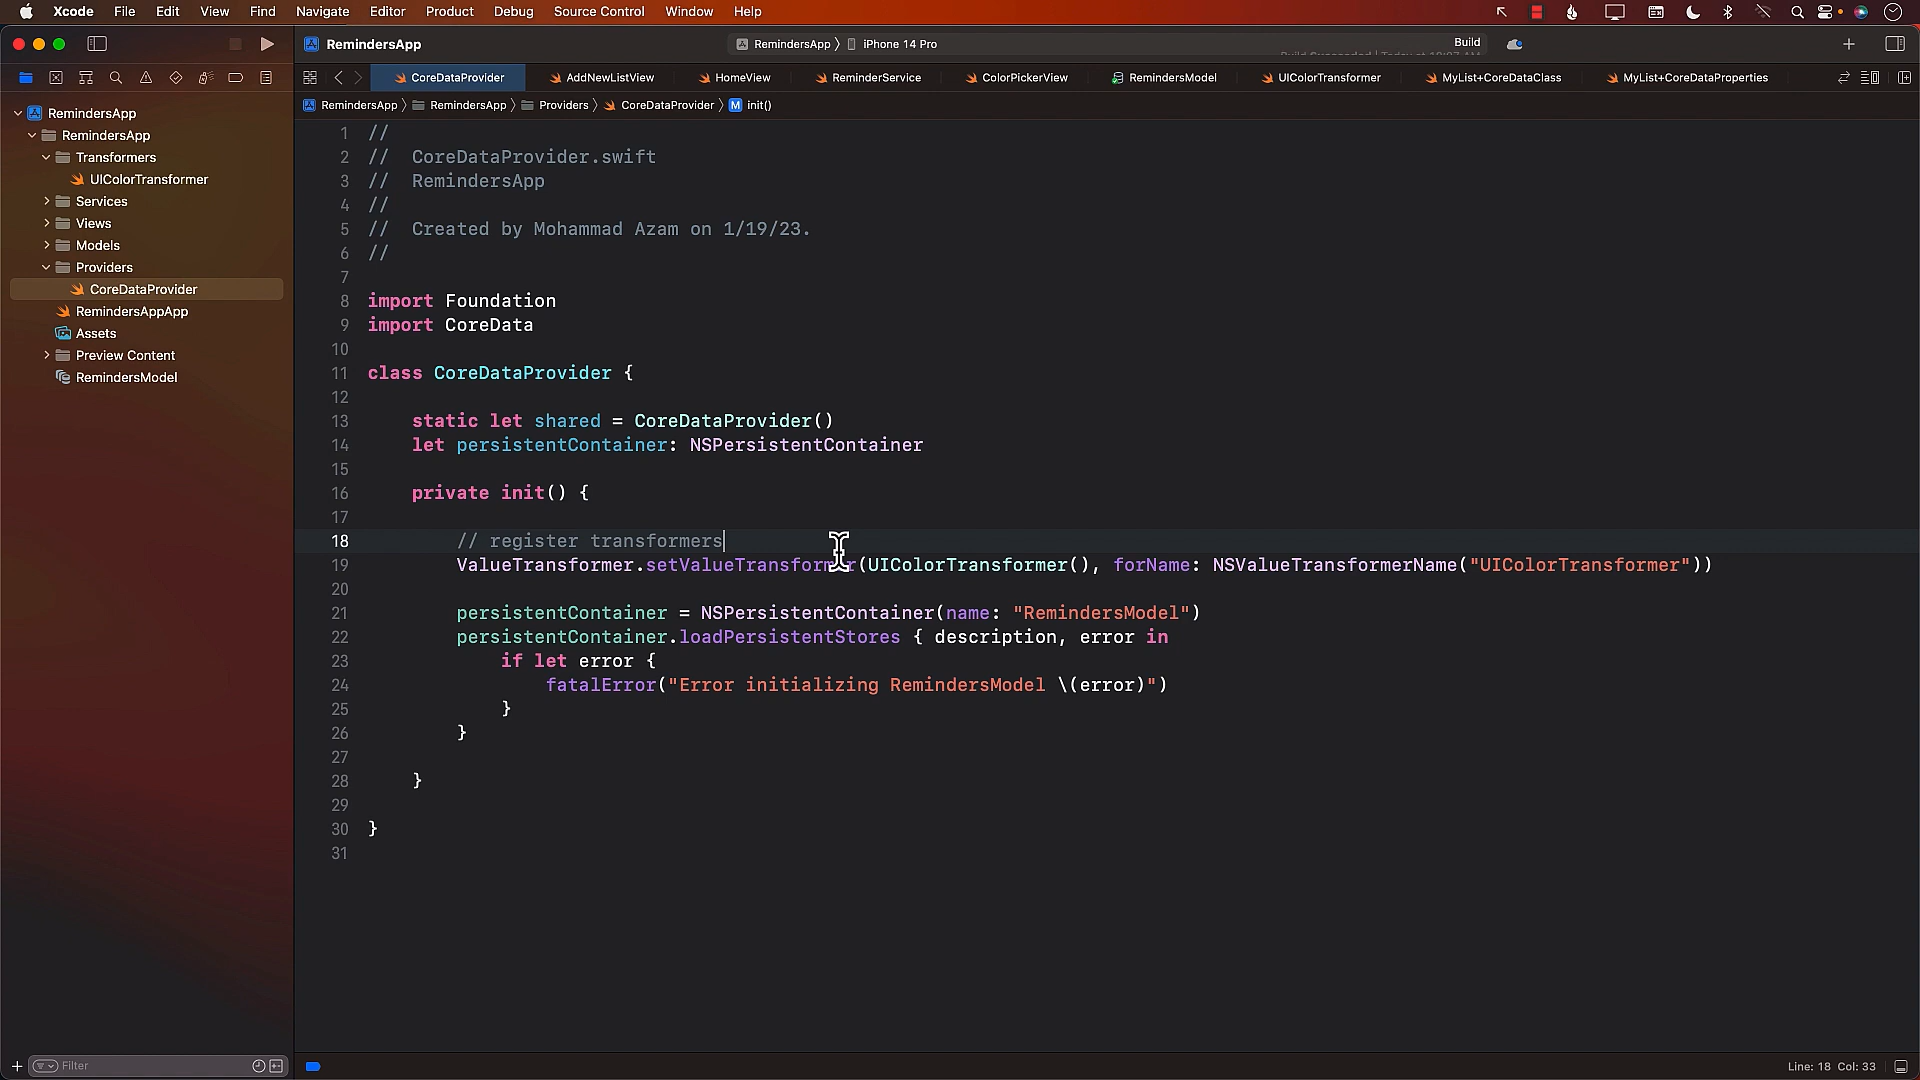 Xcode File Edit View Find Navigate Editor Product Debug Source Control Window Help
RemindersApp
RemindersApp 〉 iPhone 14 Pro
Build
CoreDataProvider
AddNewListView
HomeView
ReminderService
ColorPickerView
RemindersModel
UIColorTransformer
MyList+CoreDataClass
MyList+CoreDataProperties
RemindersApp 〉 RemindersApp 〉 Providers 〉 CoreDataProvider 〉 M init()
RemindersApp
RemindersApp
Transformers
UIColorTransformer
Services
Views
Models
Providers
CoreDataProvider
RemindersAppApp
Assets
Preview Content
RemindersModel
Filter
1 //
2 //  CoreDataProvider.swift
3 //  RemindersApp
4 //
5 //  Created by Mohammad Azam on 1/19/23.
6 //
7
8 import Foundation
9 import CoreData
10
11 class CoreDataProvider {
12
13     static let shared = CoreDataProvider()
14     let persistentContainer: NSPersistentContainer
15
16     private init() {
17
18         // register transformers
19         ValueTransformer.setValueTransformer(UIColorTransformer(), forName: NSValueTransformerName("UIColorTransformer"))
20
21         persistentContainer = NSPersistentContainer(name: "RemindersModel")
22         persistentContainer.loadPersistentStores { description, error in
23             if let error {
24                 fatalError("Error initializing RemindersModel \(error)")
25             }
26         }
27
28     }
29
30 }
31
Line: 18 Col: 33